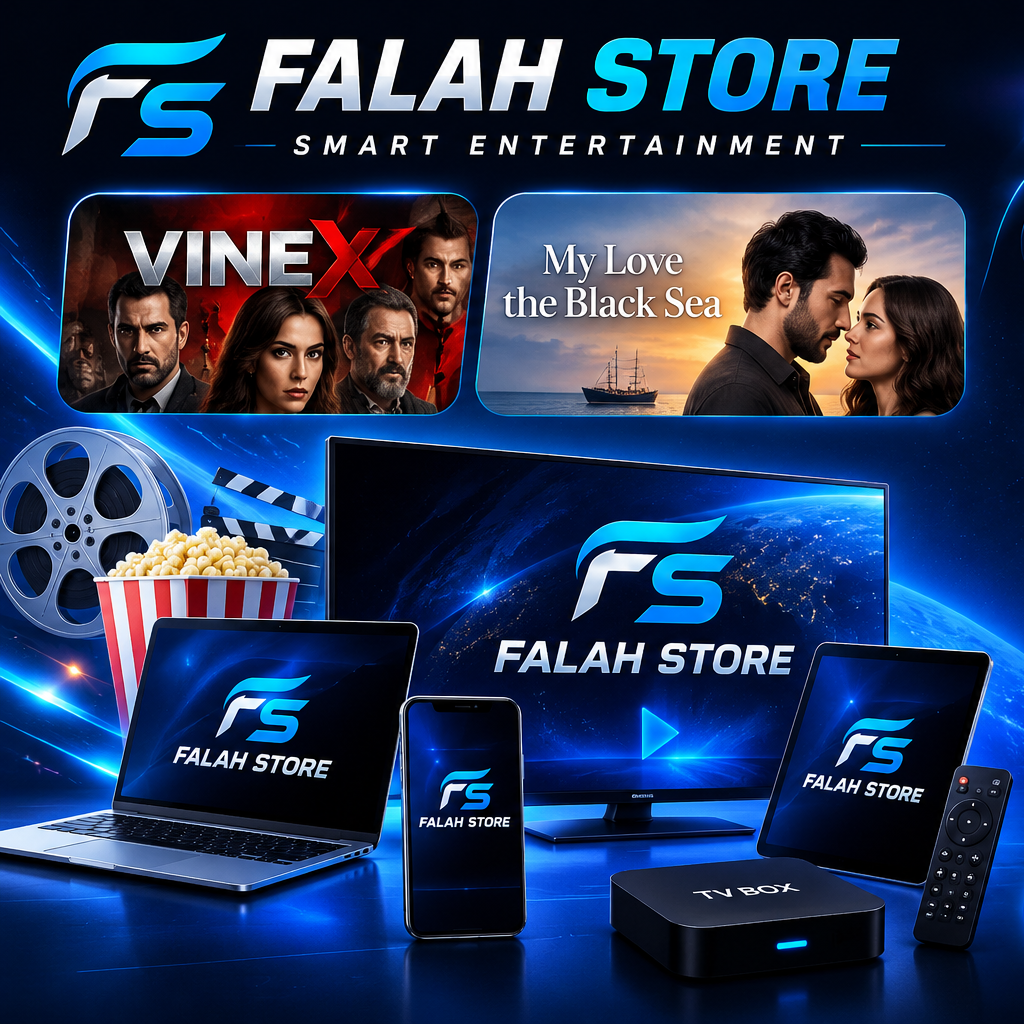 FS FALAH STORE
SMART ENTERTAINMENT
VINEX
My Love
the Black Sea
FS
FALAH STORE
FS
FALAH STORE
FS
FALAH STORE
FS
FALAH STORE
TV BOX